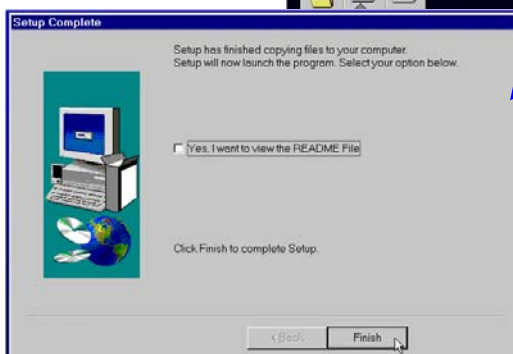 Setup Complete
Setup has finished copying files to your computer.
Setup will now launch the program. Select your option below.
Yes, I want to view the README File
Click Finish to complete Setup.
< Back
Finish